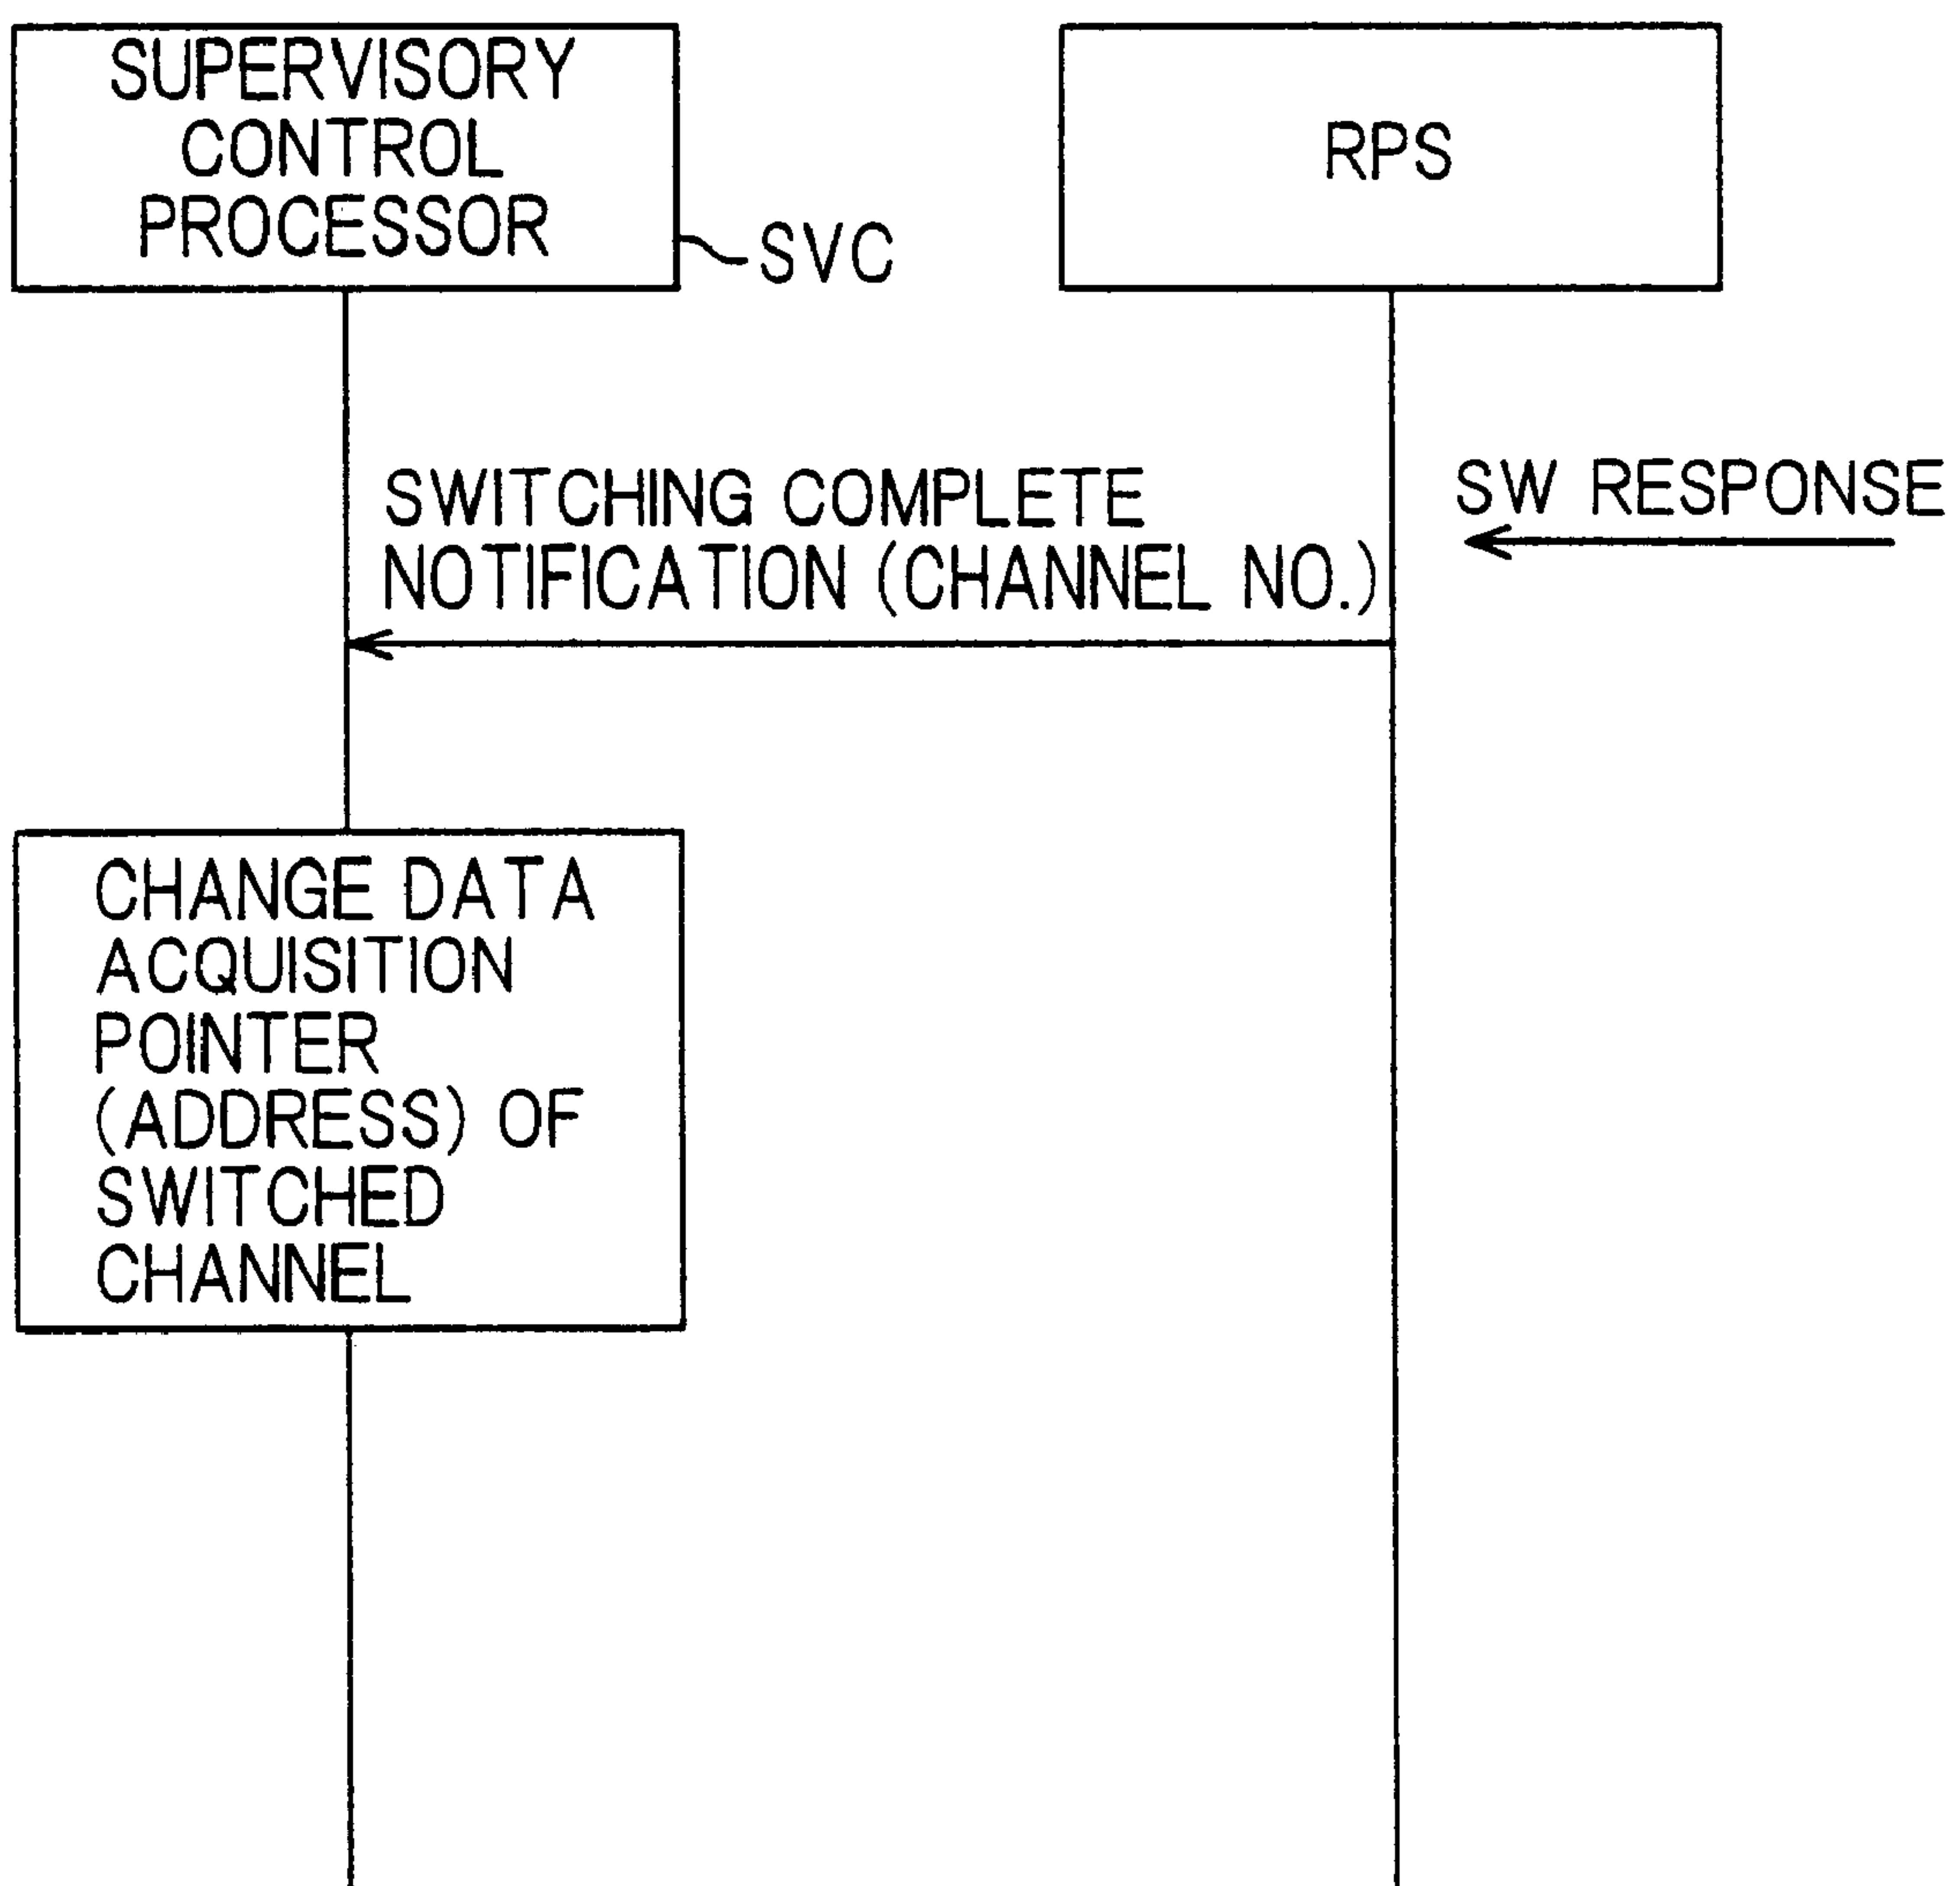 SUPERVISORY
CONTROL
PROCESSOR
SVC
RPS
SW RESPONSE
SWITCHING COMPLETE
NOTIFICATION (CHANNEL NO.)
CHANGE DATA
ACQUISITION
POINTER
(ADDRESS) OF
SWITCHED
CHANNEL